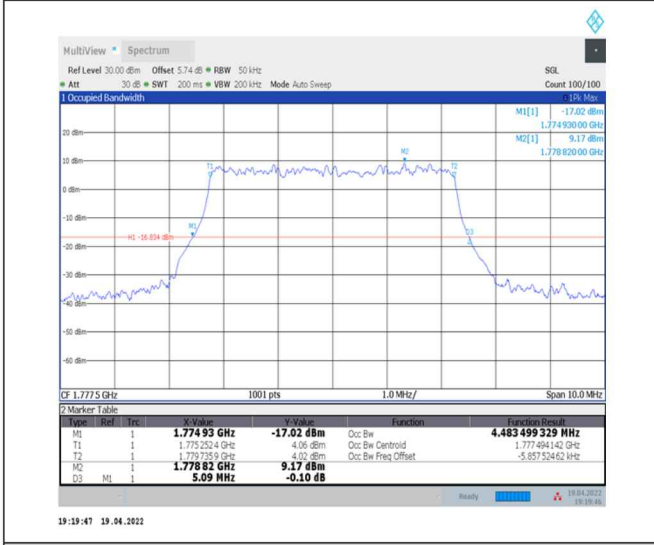 MultiView Spectrum
Ref Level 30.00 dBm Offset 5.74 dB RBW 50 kHz SGL
Att 30 dB SWT 200 ms VBW 200 kHz Mode Auto Sweep Count 100/100
1 Occupied Bandwidth 1Pk Max
M1[1] -17.02 dBm
1.774 930 00 GHz
M2[1] 9.17 dBm
1.778 820 00 GHz
20 dBm
10 dBm
T1 M2 T2
0 dBm
-10 dBm
M1
H1 -16.834 dBm D3
-20 dBm
-30 dBm
-40 dBm
-50 dBm
-60 dBm
CF 1.777 5 GHz 1001 pts 1.0 MHz/ Span 10.0 MHz
2 Marker Table
Type Ref Trc X-Value Y-Value Function Function Result
M1 1 1.774 93 GHz -17.02 dBm Occ Bw 4.483 499 329 MHz
T1 1 1.775 252 4 GHz 4.06 dBm Occ Bw Centroid 1.777 494 142 GHz
T2 1 1.779 735 9 GHz 4.02 dBm Occ Bw Freq Offset -5.857 524 62 kHz
M2 1 1.778 82 GHz 9.17 dBm
D3 M1 1 5.09 MHz -0.10 dB
Ready 19.04.2022
19:19:46
19:19:47 19.04.2022